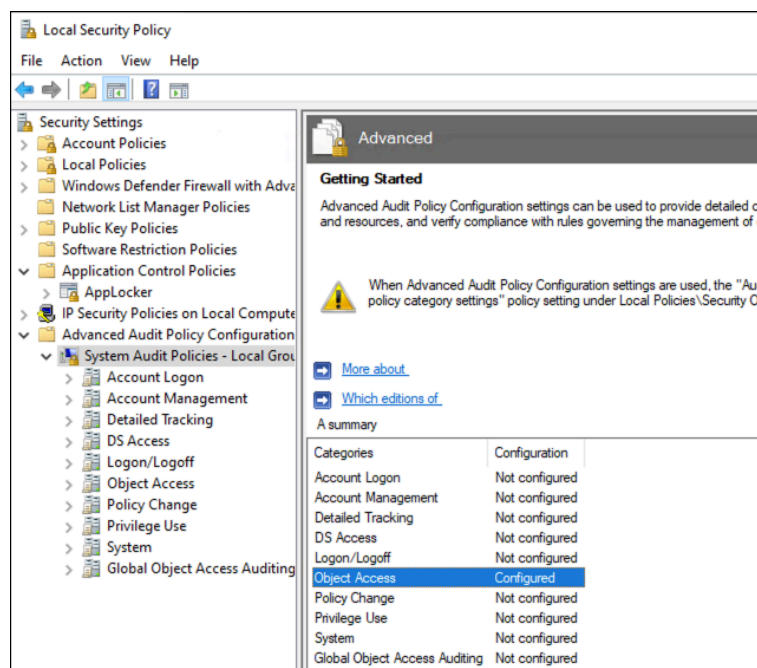 Local Security Policy
File Action View Help
Security Settings
Account Policies
Local Policies
Windows Defender Firewall with Adva
Network List Manager Policies
Public Key Policies
Software Restriction Policies
Application Control Policies
AppLocker
IP Security Policies on Local Compute
Advanced Audit Policy Configuration
System Audit Policies - Local Grou
Account Logon
Account Management
Detailed Tracking
DS Access
Logon/Logoff
Object Access
Policy Change
Privilege Use
System
Global Object Access Auditing
Advanced
Getting Started
Advanced Audit Policy Configuration settings can be used to provide detailed c
and resources, and verify compliance with rules governing the management of
When Advanced Audit Policy Configuration settings are used, the "Au
policy category settings" policy setting under Local Policies\Security O
More about
Which editions of
A summary
Categories Configuration
Account Logon Not configured
Account Management Not configured
Detailed Tracking Not configured
DS Access Not configured
Logon/Logoff Not configured
Object Access Configured
Policy Change Not configured
Privilege Use Not configured
System Not configured
Global Object Access Auditing Not configured